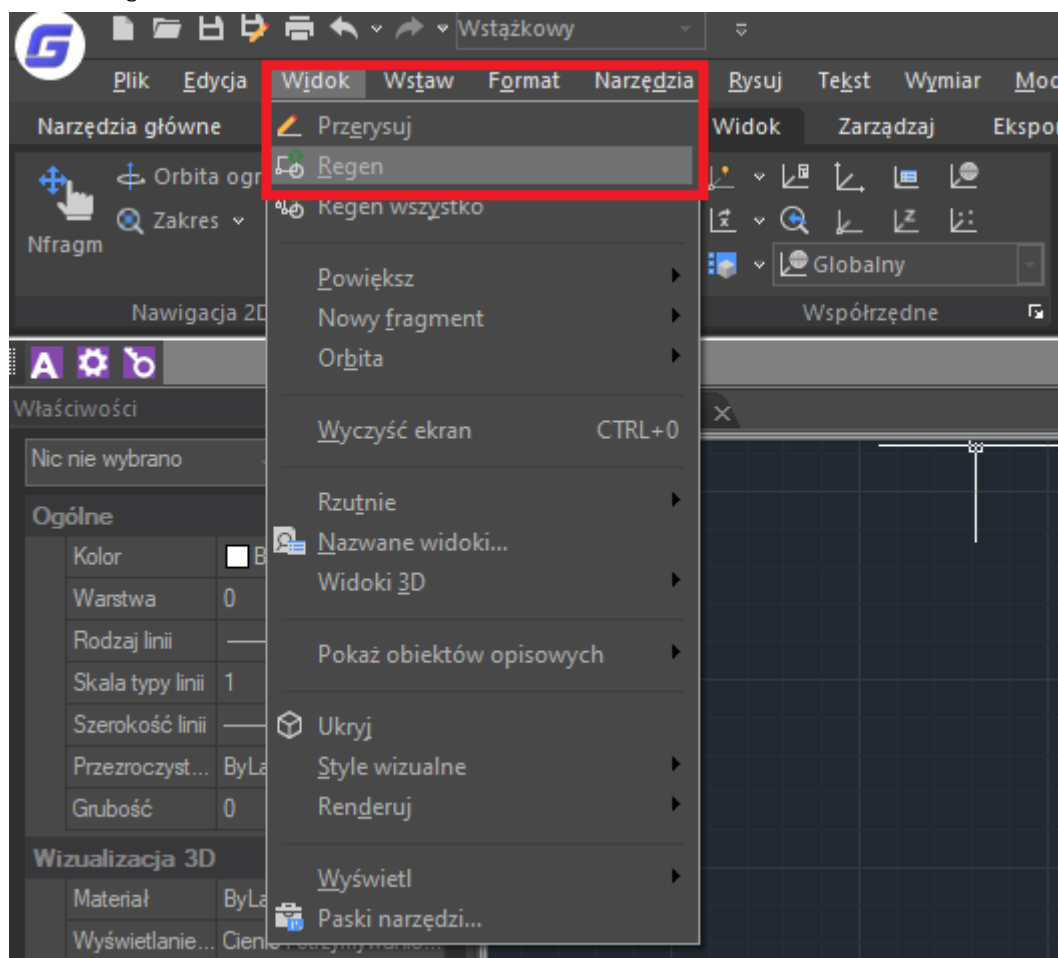 Wstążkowy
Plik Edycja Widok Wstaw Format Narzędzia Rysuj Tekst Wymiar
Narzędzia główne Widok Zarządzaj
Przerysuj
Regen
Regen wszystko
Orbita
Zakres
Nfragm
Globalny
Nawigacja 2D Współrzędne
Powiększ
Nowy fragment
Orbita
Wyczyść ekran CTRL+0
Rzutnie
Nazwane widoki...
Widoki 3D
Pokaż obiektów opisowych
Ukryj
Style wizualne
Renderuj
Wyświetl
Paski narzędzi...
Właściwości
Nic nie wybrano
Ogólne
Kolor
Warstwa 0
Rodzaj linii
Skala typy linii 1
Szerokość linii
Przezroczyst...
Grubość 0
Wizualizacja 3D
Materiał
Wyświetlanie...